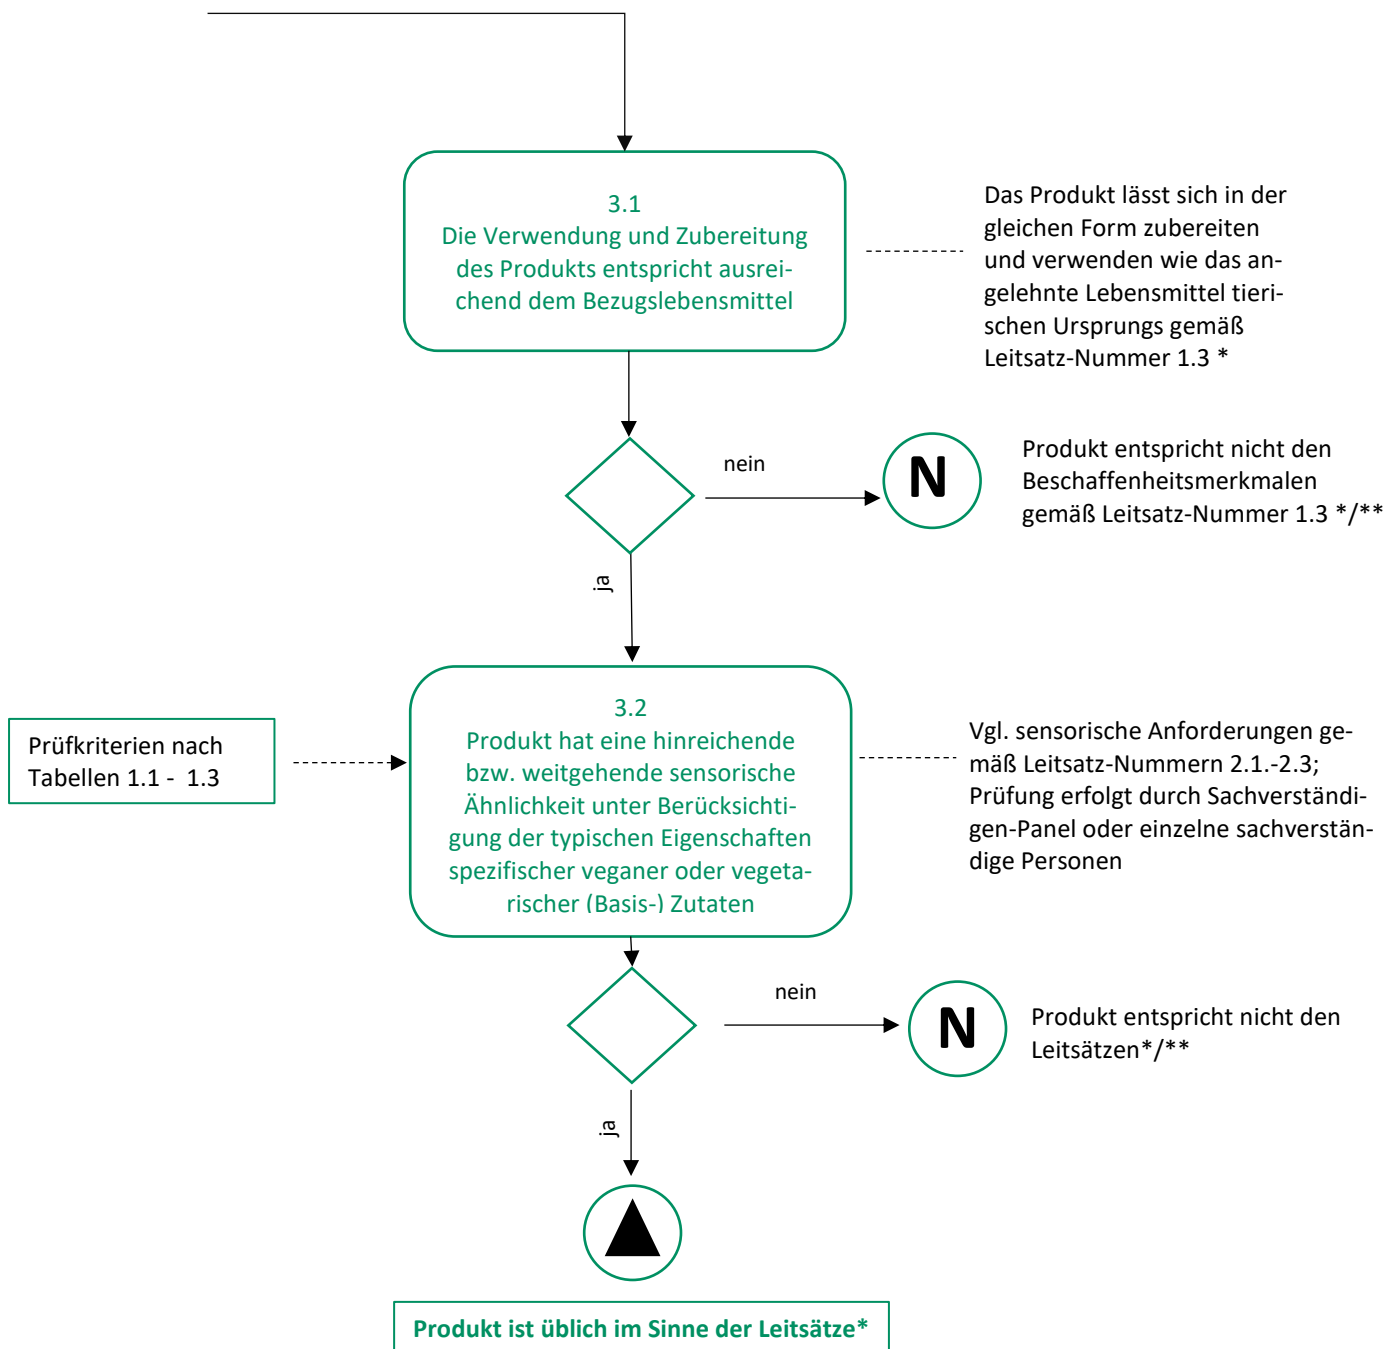 3.1
Die Verwendung und Zubereitung
des Produkts entspricht ausrei-
chend dem Bezugslebensmittel
Das Produkt lässt sich in der
gleichen Form zubereiten
und verwenden wie das an-
gelehnte Lebensmittel tieri-
schen Ursprungs gemäß
Leitsatz-Nummer 1.3 *
nein
N
Produkt entspricht nicht den
Beschaffenheitsmerkmalen
gemäß Leitsatz-Nummer 1.3 */**
ja
Prüfkriterien nach
Tabellen 1.1 - 1.3
3.2
Produkt hat eine hinreichende
bzw. weitgehende sensorische
Ähnlichkeit unter Berücksichti-
gung der typischen Eigenschaften
spezifischer veganer oder vegeta-
rischer (Basis-) Zutaten
Vgl. sensorische Anforderungen ge-
mäß Leitsatz-Nummern 2.1.-2.3;
Prüfung erfolgt durch Sachverständi-
gen-Panel oder einzelne sachverstän-
dige Personen
nein
N
Produkt entspricht nicht den
Leitsätzen*/**
ja
Produkt ist üblich im Sinne der Leitsätze*